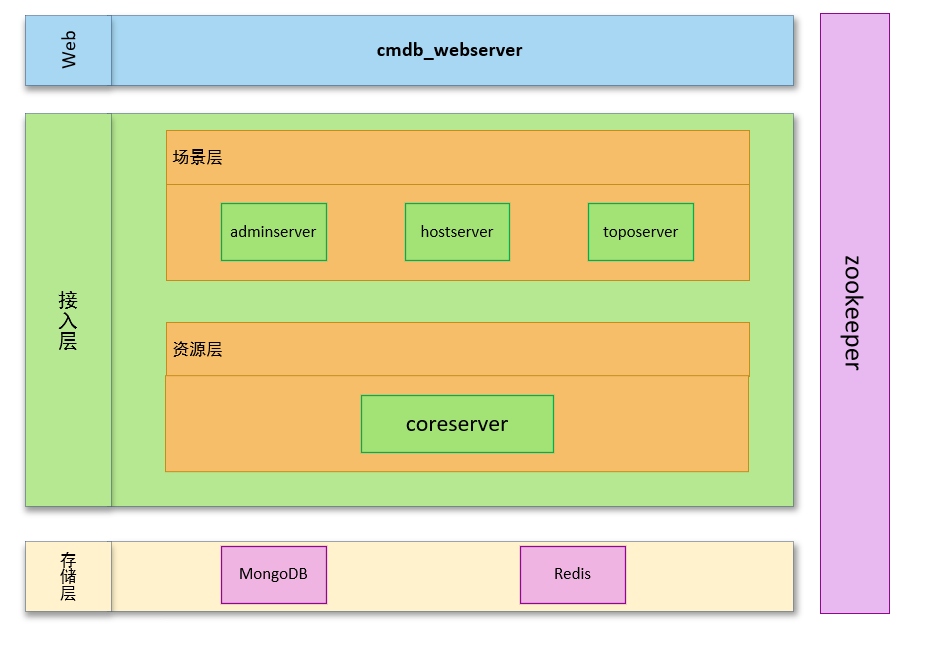 Web
cmdb_webserver
接入层
场景层
adminserver
hostserver
toposerver
资源层
coreserver
存储层
MongoDB
Redis
zookeeper